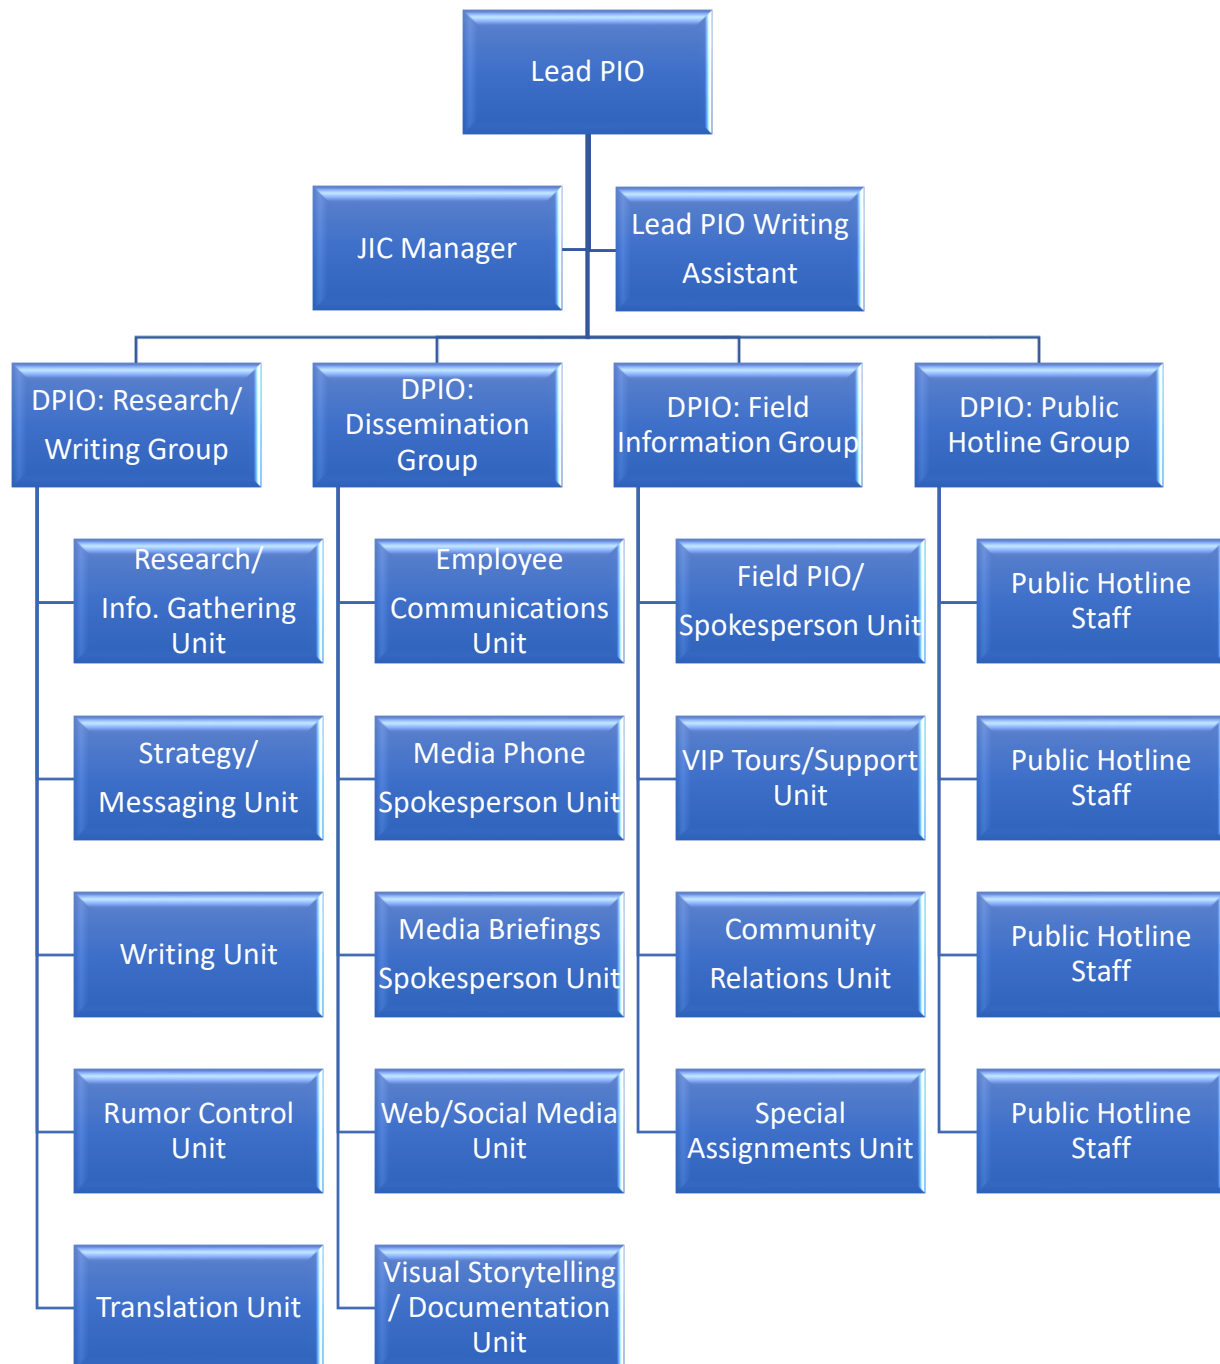 Lead PIO
JIC Manager
Lead PIO Writing
Assistant
DPIO: Research/
Writing Group
DPIO:
Dissemination
Group
DPIO: Field
Information Group
DPIO: Public
Hotline Group
Research/
Info. Gathering
Unit
Strategy/
Messaging Unit
Writing Unit
Rumor Control
Unit
Translation Unit
Employee
Communications
Unit
Media Phone
Spokesperson Unit
Media Briefings
Spokesperson Unit
Web/Social Media
Unit
Visual Storytelling
/ Documentation
Unit
Field PIO/
Spokesperson Unit
VIP Tours/Support
Unit
Community
Relations Unit
Special
Assignments Unit
Public Hotline
Staff
Public Hotline
Staff
Public Hotline
Staff
Public Hotline
Staff